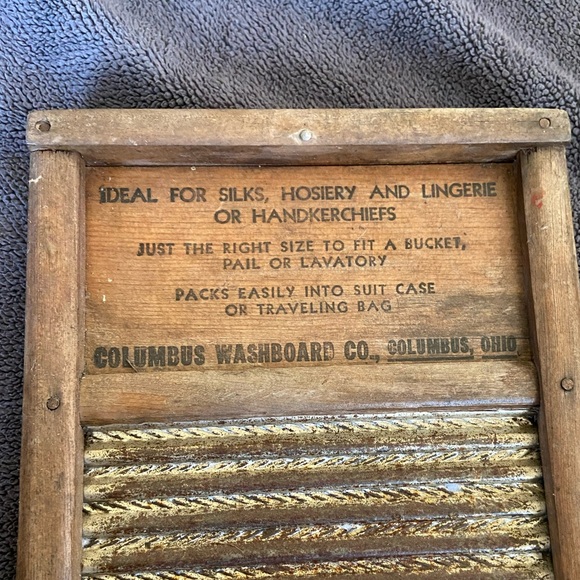 IDEAL FOR SILKS, HOSIERY AND LINGERIE
OR HANDKERCHIEFS
JUST THE RIGHT SIZE TO FIT A BUCKET,
PAIL OR LAVATORY
PACKS EASILY INTO SUIT CASE
OR TRAVELING BAG
COLUMBUS WASHBOARD CO., COLUMBUS, OHIO